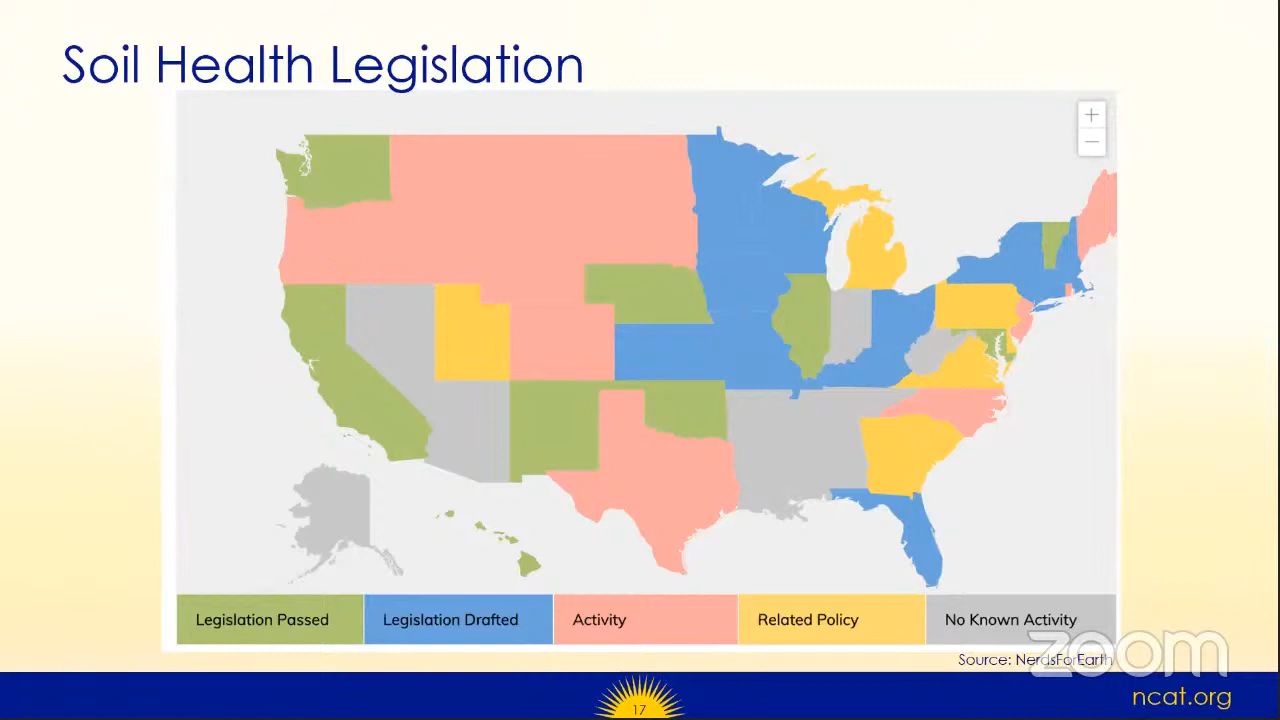 Soil Health Legislation
+
−
Legislation Passed
Legislation Drafted
Activity
Related Policy
No Known Activity
Source: NerdsForEarth
zoom
17
ncat.org